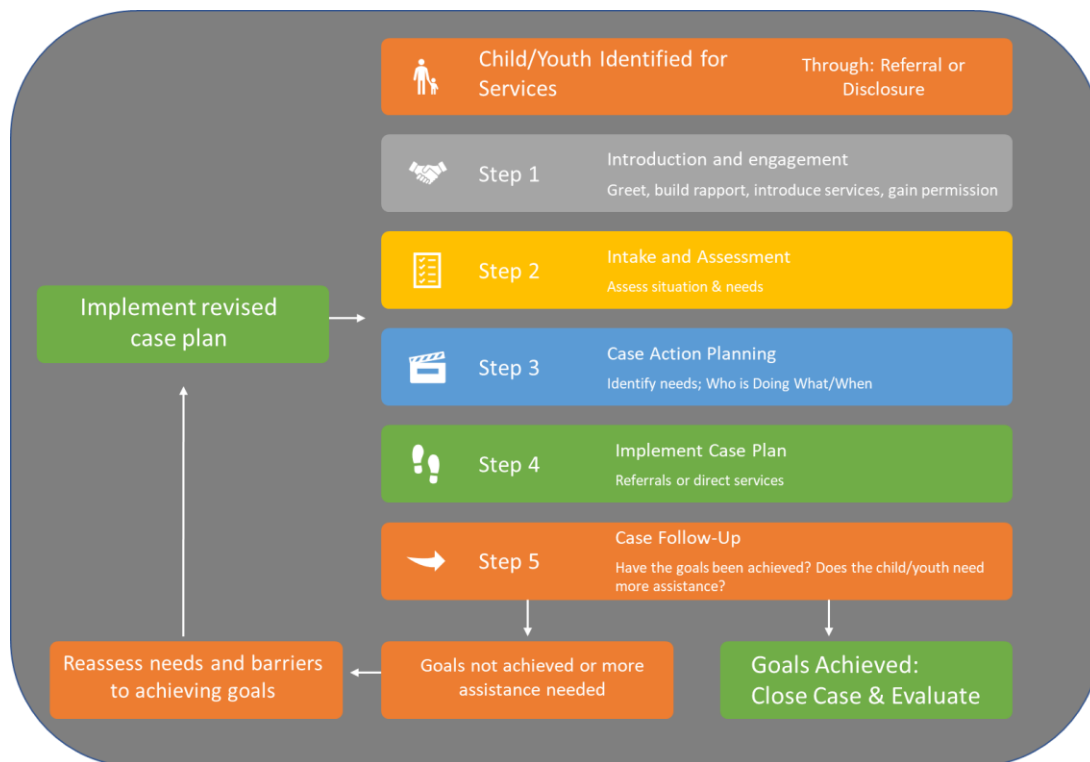 Child/Youth Identified for
Services
Through: Referral or
Disclosure
Step 1
Introduction and engagement
Greet, build rapport, introduce services, gain permission
Step 2
Intake and Assessment
Assess situation & needs
Implement revised
case plan
Step 3
Case Action Planning
Identify needs; Who is Doing What/When
Step 4
Implement Case Plan
Referrals or direct services
Step 5
Case Follow-Up
Have the goals been achieved? Does the child/youth need
more assistance?
Reassess needs and barriers
to achieving goals
Goals not achieved or more
assistance needed
Goals Achieved:
Close Case & Evaluate